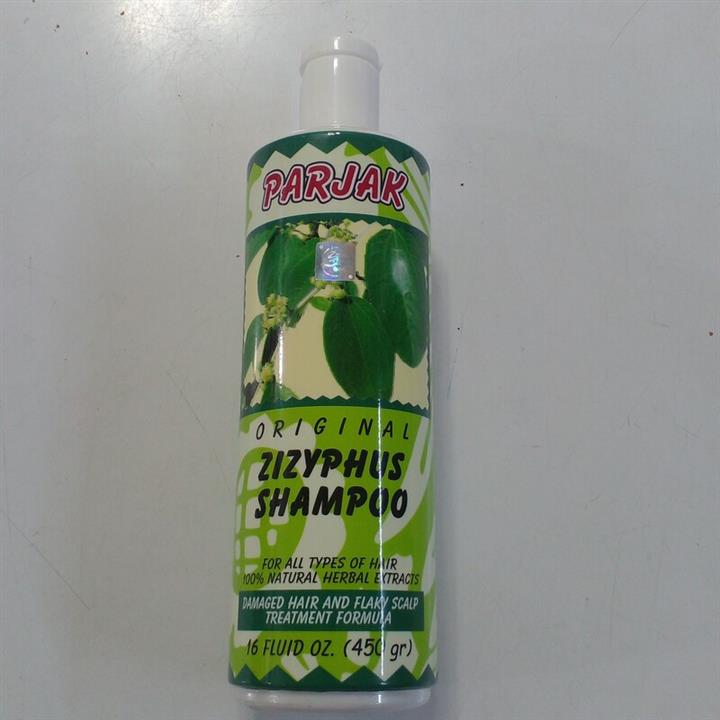 PARJAK
ORIGINAL
ZIZYPHUS
SHAMPOO
FOR ALL TYPES OF HAIR
100% NATURAL HERBAL EXTRACTS
DAMAGED HAIR AND FLAKY SCALP
TREATMENT FORMULA
16 FLUID OZ. (450 gr)